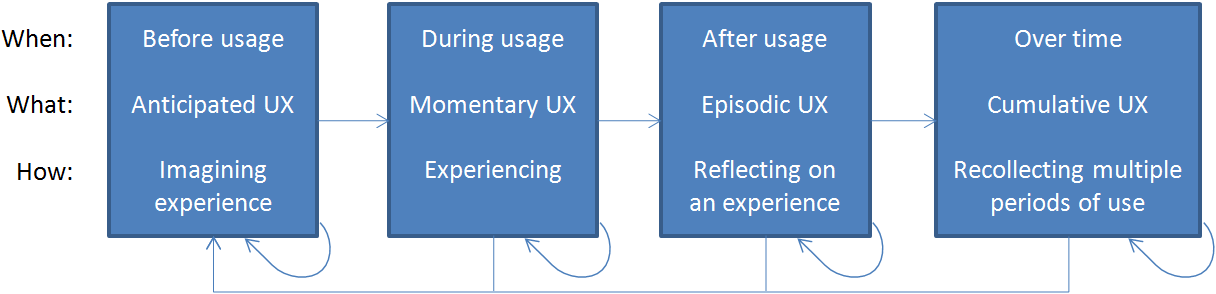 When: Before usage During usage After usage Over time
What: Anticipated UX Momentary UX Episodic UX Cumulative UX
How: Imagining Experiencing Reflecting on Recollecting multiple
experience an experience periods of use